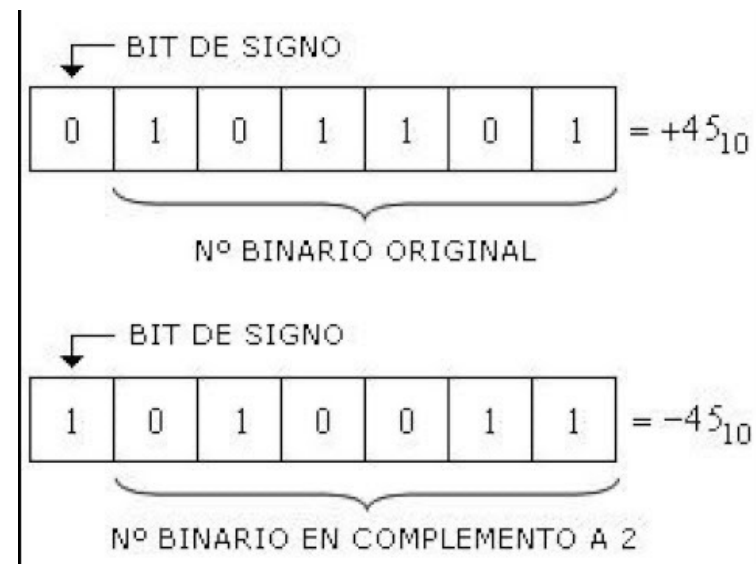 BIT DE SIGNO
0 1 0 1 1 0 1 = +45₁₀
Nº BINARIO ORIGINAL
BIT DE SIGNO
1 0 1 0 0 1 1 = −45₁₀
Nº BINARIO EN COMPLEMENTO A 2